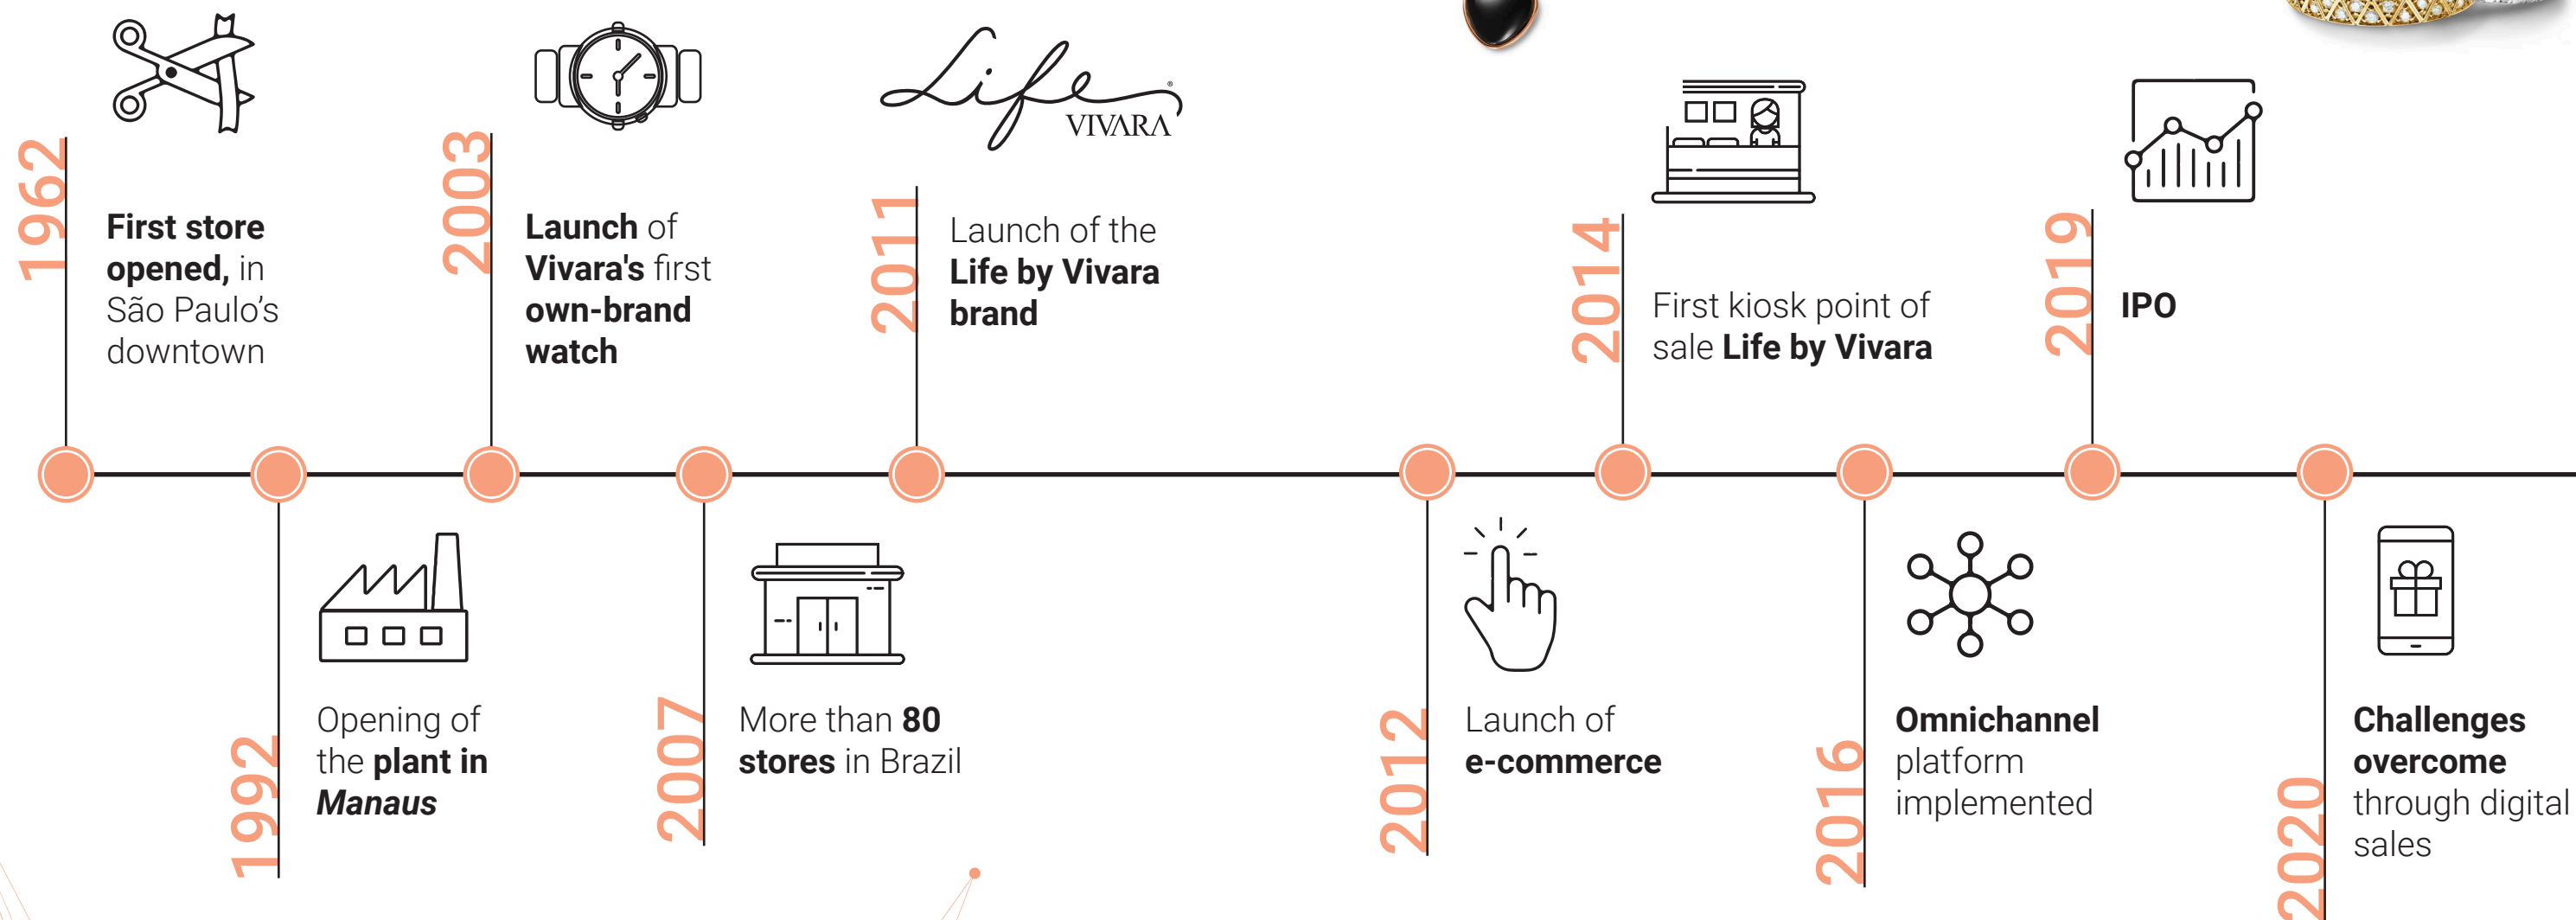 1962
First store
opened, in
São Paulo’s
downtown
1992
Opening of
the plant in
Manaus
2003
Launch of
Vivara's first
own-brand
watch
2007
More than 80
stores in Brazil
Life
VIVARA
®
2011
Launch of the
Life by Vivara
brand
2012
Launch of
e-commerce
2014
First kiosk point of
sale Life by Vivara
2016
Omnichannel
platform
implemented
2019
IPO
2020
Challenges
overcome
through digital
sales